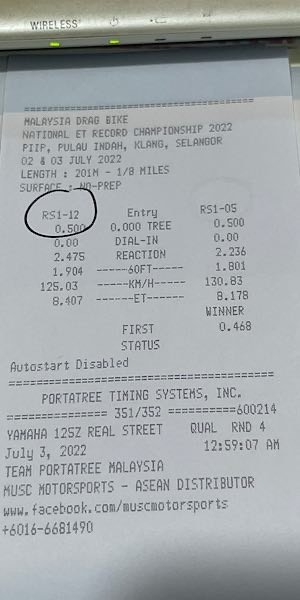 WIRELESS
====================================
MALAYSIA DRAG BIKE
NATIONAL ET RECORD CHAMPIONSHIP 2022
PIIP, PULAU INDAH, KLANG, SELANGOR
02 & 03 JULY 2022
LENGTH : 201M - 1/8 MILES
SURFACE : NO-PREP
RS1-12 Entry RS1-05
0.500 0.000 TREE 0.500
0.00 DIAL-IN 0.00
2.475 REACTION 2.236
1.904 ------60FT------ 1.801
125.03 ------KM/H------ 130.83
8.407 -------ET------- 8.178
WINNER
FIRST 0.468
STATUS
Autostart Disabled
========================================
PORTATREE TIMING SYSTEMS, INC.
=============== 351/352 ==========600214
YAMAHA 125Z REAL STREET QUAL RND 4
July 3, 2022 12:59:07 AM
TEAM PORTATREE MALAYSIA
MUSC MOTORSPORTS - ASEAN DISTRIBUTOR
www.facebook.com/muscmotorsports
+6016-6681490